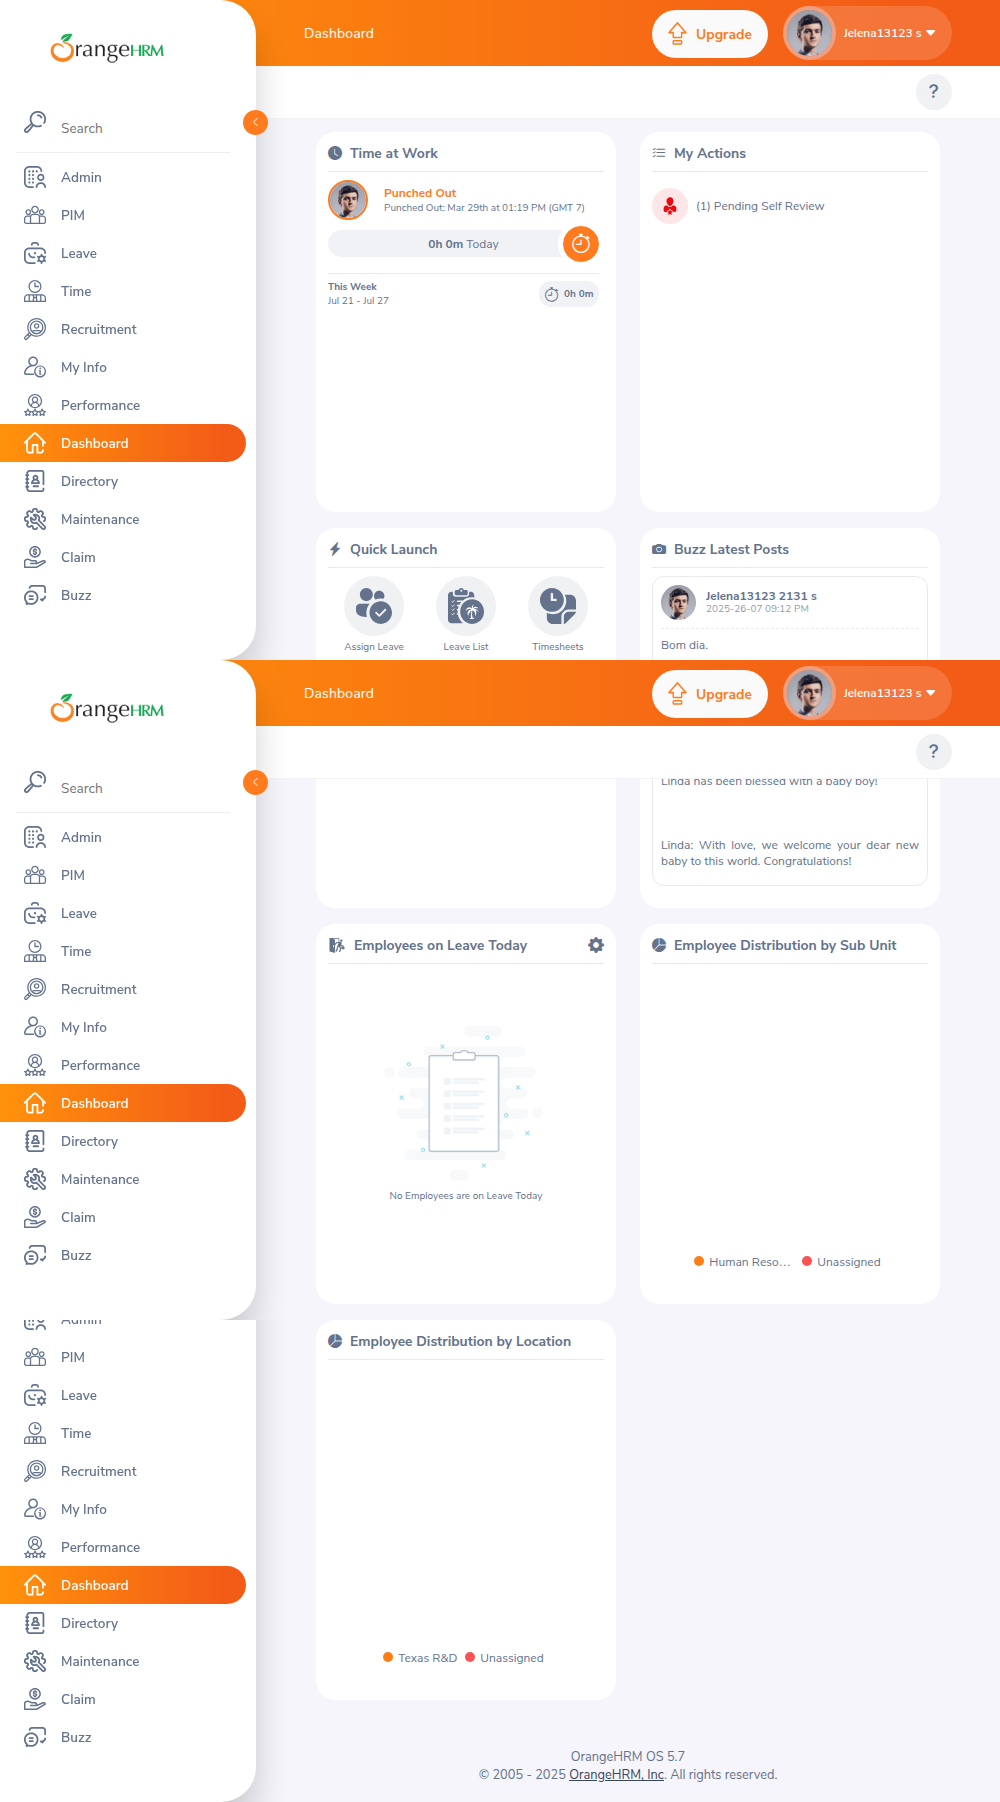 OrangeHRM
Search
Admin
PIM
Leave
Time
Recruitment
My Info
Performance
Dashboard
Directory
Maintenance
Claim
Buzz
Dashboard
Upgrade
Jelena13123 s
?
Time at Work
Punched Out
Punched Out: Mar 29th at 01:19 PM (GMT 7)
0h 0m Today
This Week
Jul 21 - Jul 27
0h 0m
My Actions
(1) Pending Self Review
Quick Launch
Assign Leave
Leave List
Timesheets
Buzz Latest Posts
Jelena13123 2131 s
2025-26-07 09:12 PM
Bom dia.
OrangeHRM
Search
Admin
PIM
Leave
Time
Recruitment
My Info
Performance
Dashboard
Directory
Maintenance
Claim
Buzz
Dashboard
Upgrade
Jelena13123 s
?
Linda has been blessed with a baby boy!
Linda: With love, we welcome your dear new
baby to this world. Congratulations!
Employees on Leave Today
No Employees are on Leave Today
Employee Distribution by Sub Unit
Human Reso...
Unassigned
Admin
PIM
Leave
Time
Recruitment
My Info
Performance
Dashboard
Directory
Maintenance
Claim
Buzz
Employee Distribution by Location
Texas R&D
Unassigned
OrangeHRM OS 5.7
© 2005 - 2025 OrangeHRM, Inc. All rights reserved.